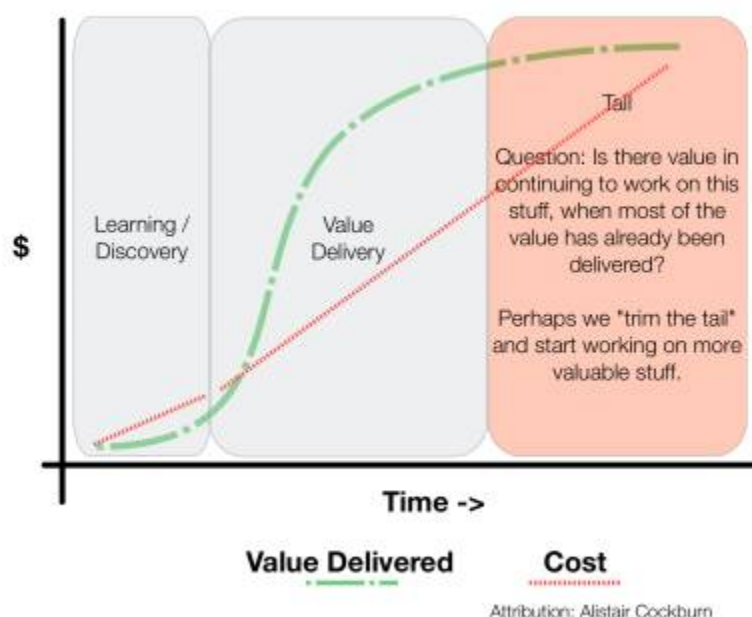 Learning /
Discovery
Value
Delivery
Tail
Question: Is there value in
continuing to work on this
stuff, when most of the
value has already been
delivered?
Perhaps we "trim the tail"
and start working on more
valuable stuff.
$
Time ->
Value Delivered
Cost
Attribution: Alistair Cockburn